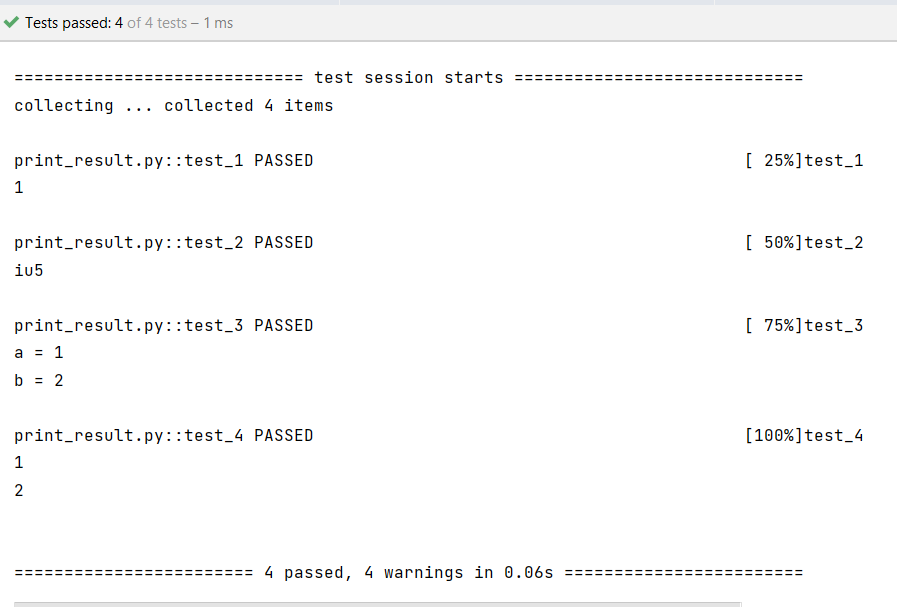 Tests passed: 4 of 4 tests – 1 ms
============================= test session starts =============================
collecting ... collected 4 items
print_result.py::test_1 PASSED [ 25%]test_1
1
print_result.py::test_2 PASSED [ 50%]test_2
iu5
print_result.py::test_3 PASSED [ 75%]test_3
a = 1
b = 2
print_result.py::test_4 PASSED [100%]test_4
1
2
======================== 4 passed, 4 warnings in 0.06s ========================